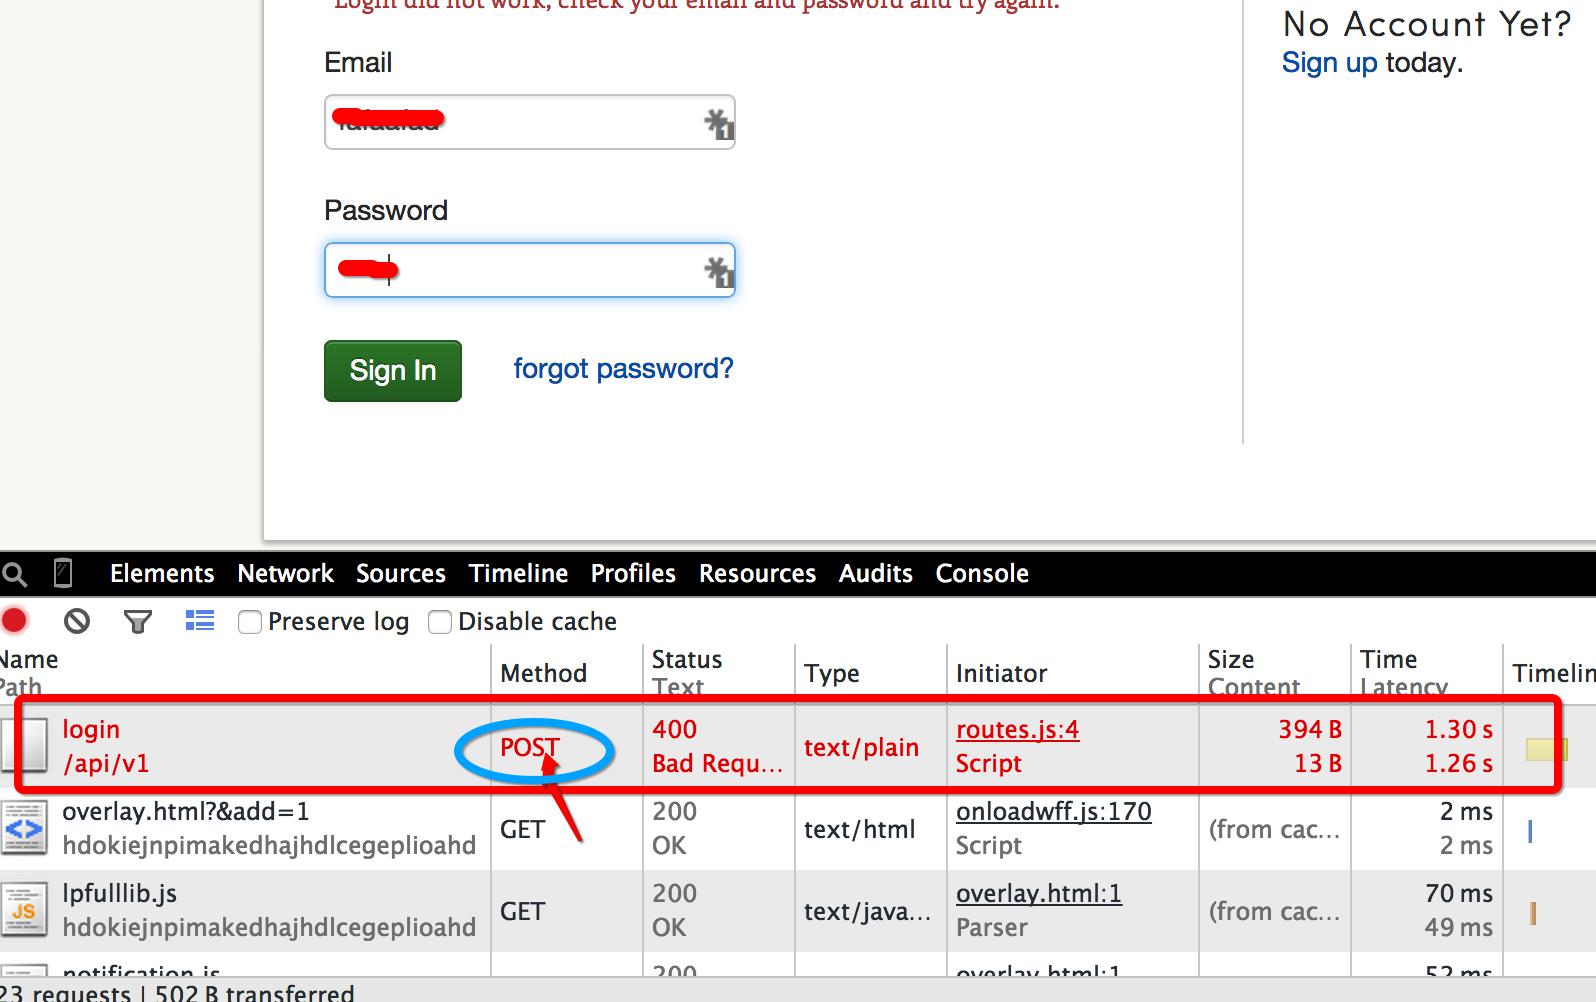 Login did not work, check your email and password and try again.
No Account Yet?
Sign up today.
Email
Password
Sign In
forgot password?
Elements Network Sources Timeline Profiles Resources Audits Console
Preserve log Disable cache
Name Method Status Type Initiator Size Time Timelin
Path Text Content Latency
login POST 400 text/plain routes.js:4 394 B 1.30 s
/api/v1 Bad Requ... Script 13 B 1.26 s
overlay.html?&add=1 GET 200 text/html onloadwff.js:170 (from cac... 2 ms
hdokiejnpimakedhajhdlcegeplioahd OK Script 2 ms
lpfulllib.js GET 200 text/java... overlay.html:1 (from cac... 70 ms
hdokiejnpimakedhajhdlcegeplioahd OK Parser 49 ms
notification.js 200 overlay.html:1 52 ms
23 requests | 502 B transferred